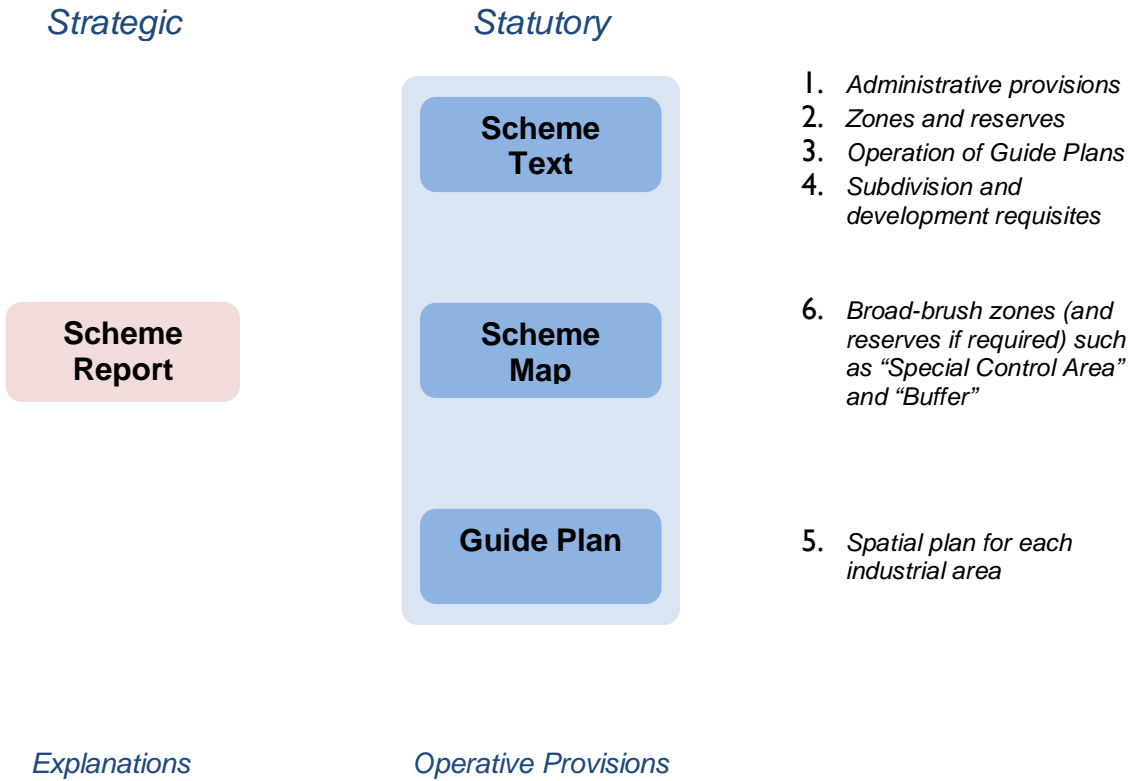 Strategic
Statutory
Scheme
Text
1. Administrative provisions
2. Zones and reserves
3. Operation of Guide Plans
4. Subdivision and
development requisites
Scheme
Report
Scheme
Map
6. Broad-brush zones (and
reserves if required) such
as “Special Control Area”
and “Buffer”
Guide Plan
5. Spatial plan for each
industrial area
Explanations
Operative Provisions